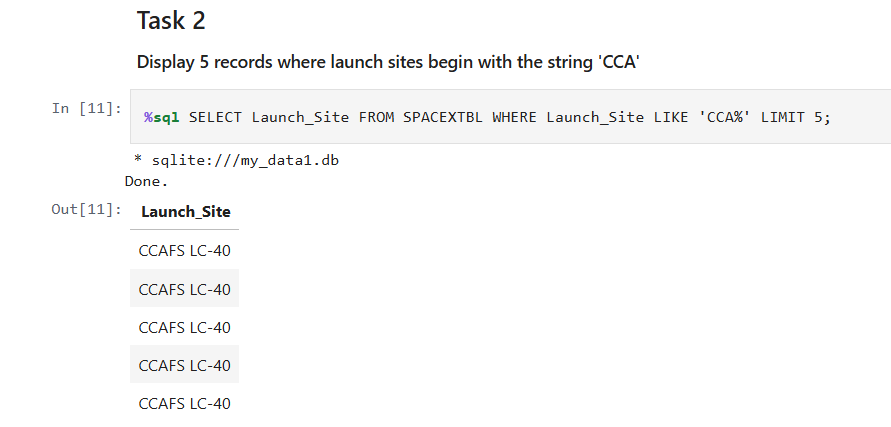 Task 2
Display 5 records where launch sites begin with the string 'CCA'
In [11]: %sql SELECT Launch_Site FROM SPACEXTBL WHERE Launch_Site LIKE 'CCA%' LIMIT 5;
* sqlite:///my_data1.db
Done.
Out[11]: Launch_Site
CCAFS LC-40
CCAFS LC-40
CCAFS LC-40
CCAFS LC-40
CCAFS LC-40